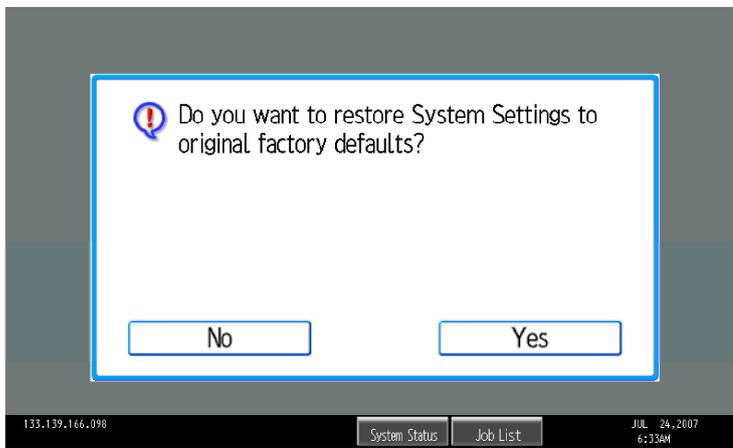 Do you want to restore System Settings to
original factory defaults?
No
Yes
133.139.166.098
System Status
Job List
JUL 24,2007
6:33AM